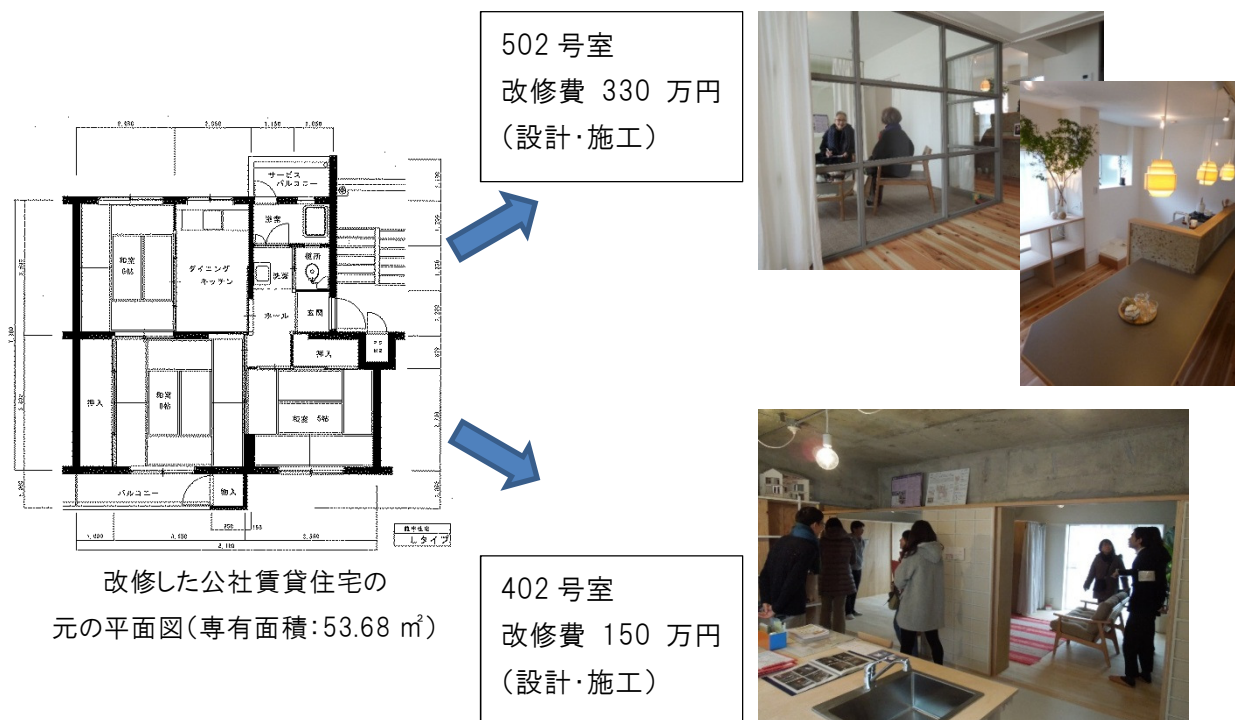 502 号室
改修費 330 万円
(設計・施工)
サービス
バルコニー
浴室
和室
6帖
ダイニング
キッチン
洗面
便所
ホール
玄関
押入
押入
和室
8帖
和室 5帖
バルコニー
物入
Lタイプ
改修した公社賃貸住宅の
元の平面図(専有面積:53.68 ㎡)
402 号室
改修費 150 万円
(設計・施工)